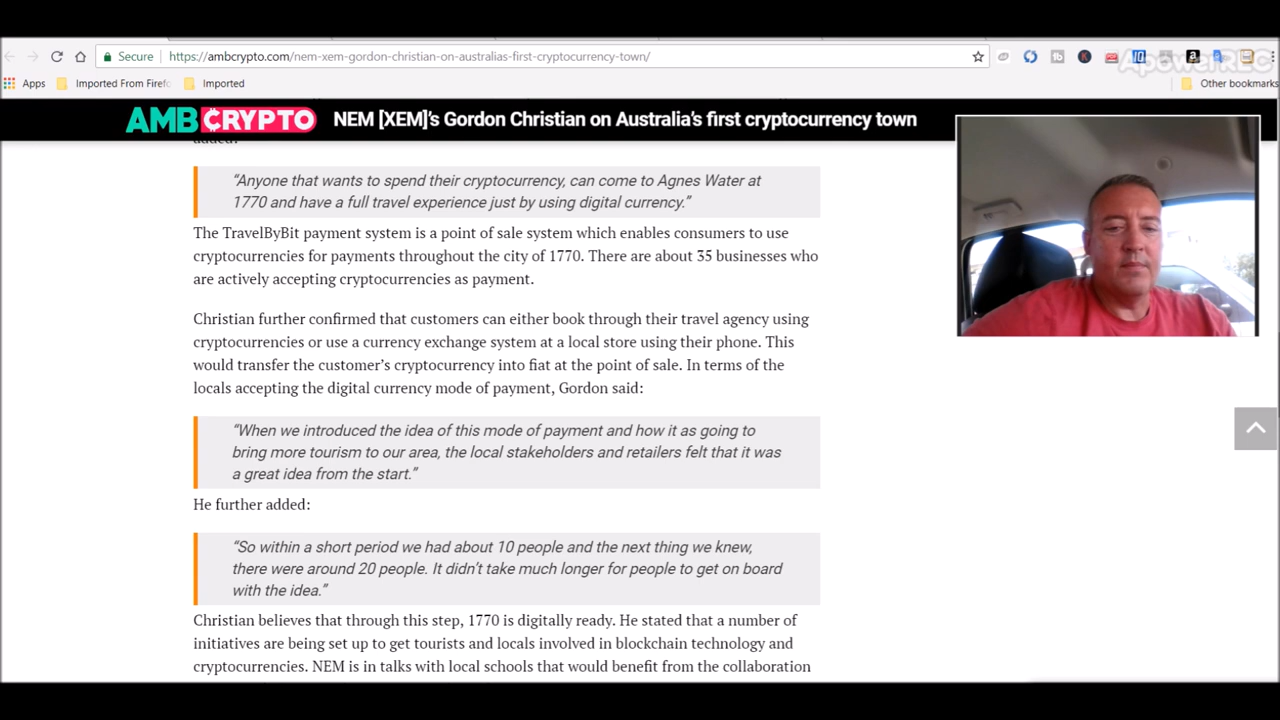 Secure
https://ambcrypto.com/nem-xem-gordon-christian-on-australias-first-cryptocurrency-town/
ApowerREC
Apps
Imported From Firef
Imported
Other bookmarks
AMBCRYPTO
NEM [XEM]'s Gordon Christian on Australia's first cryptocurrency town
added:
“Anyone that wants to spend their cryptocurrency, can come to Agnes Water at
1770 and have a full travel experience just by using digital currency.”
The TravelByBit payment system is a point of sale system which enables consumers to use
cryptocurrencies for payments throughout the city of 1770. There are about 35 businesses who
are actively accepting cryptocurrencies as payment.
Christian further confirmed that customers can either book through their travel agency using
cryptocurrencies or use a currency exchange system at a local store using their phone. This
would transfer the customer’s cryptocurrency into fiat at the point of sale. In terms of the
locals accepting the digital currency mode of payment, Gordon said:
“When we introduced the idea of this mode of payment and how it as going to
bring more tourism to our area, the local stakeholders and retailers felt that it was
a great idea from the start.”
He further added:
“So within a short period we had about 10 people and the next thing we knew,
there were around 20 people. It didn’t take much longer for people to get on board
with the idea.”
Christian believes that through this step, 1770 is digitally ready. He stated that a number of
initiatives are being set up to get tourists and locals involved in blockchain technology and
cryptocurrencies. NEM is in talks with local schools that would benefit from the collaboration